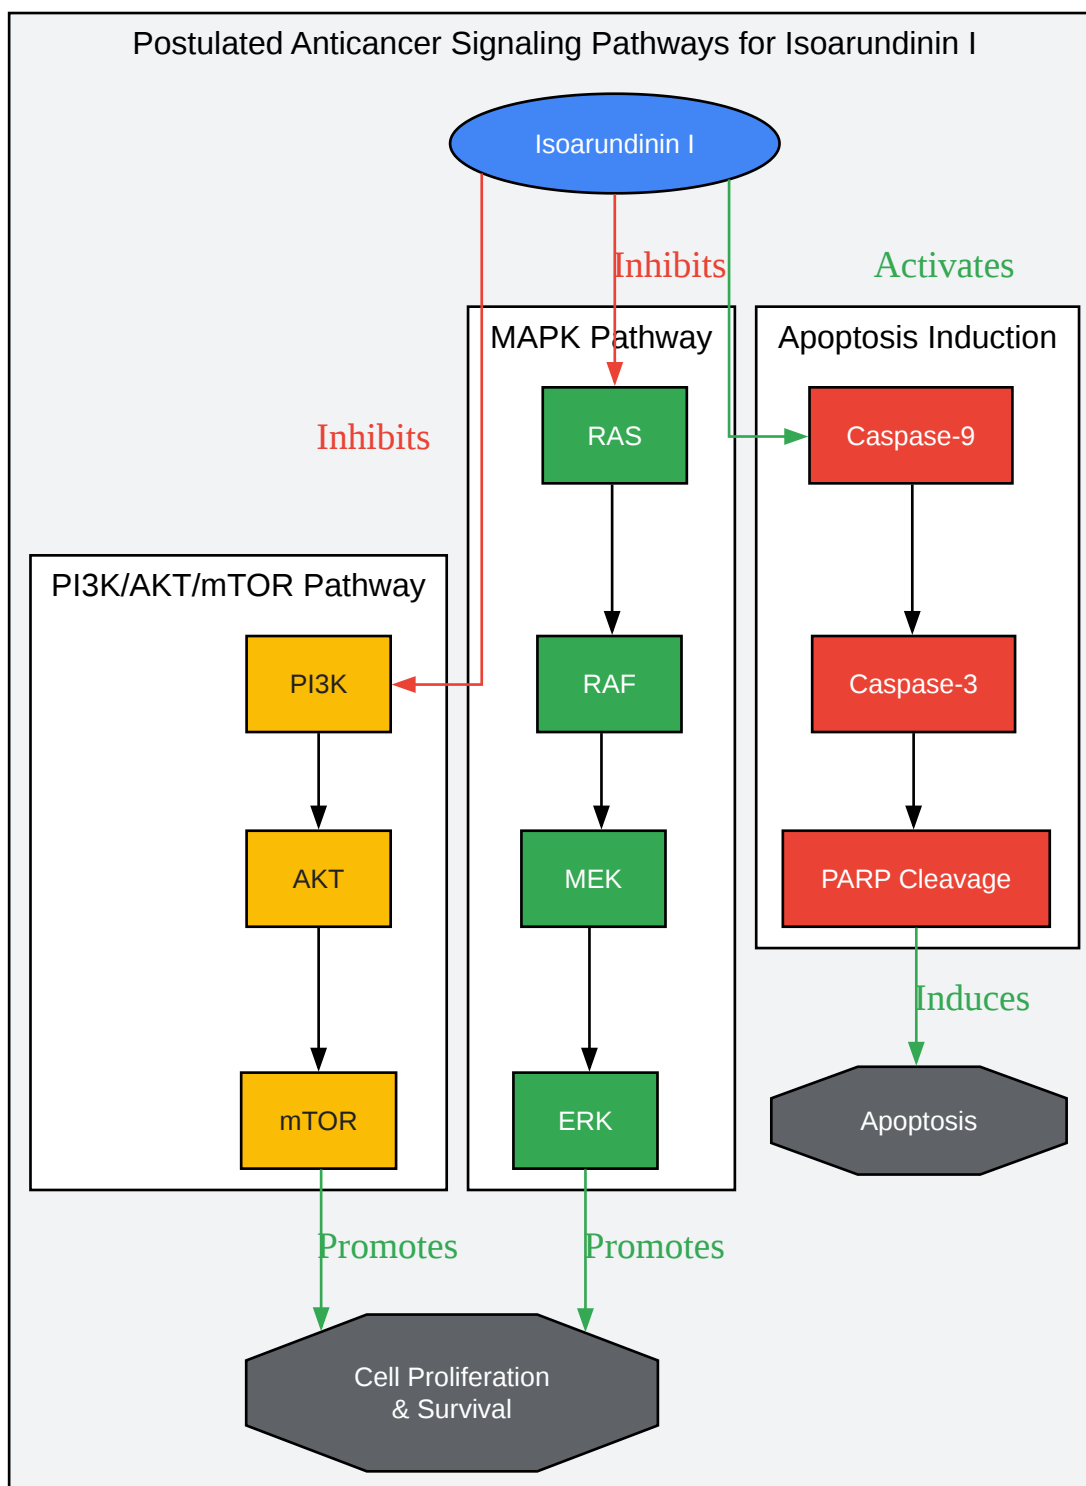 Postulated Anticancer Signaling Pathways for Isoarundinin I
Isoarundinin I
Inhibits
Activates
MAPK Pathway
Apoptosis Induction
RAS
Caspase-9
Inhibits
PI3K/AKT/mTOR Pathway
PI3K
RAF
Caspase-3
AKT
MEK
PARP Cleavage
Induces
mTOR
ERK
Apoptosis
Promotes
Promotes
Cell Proliferation
& Survival